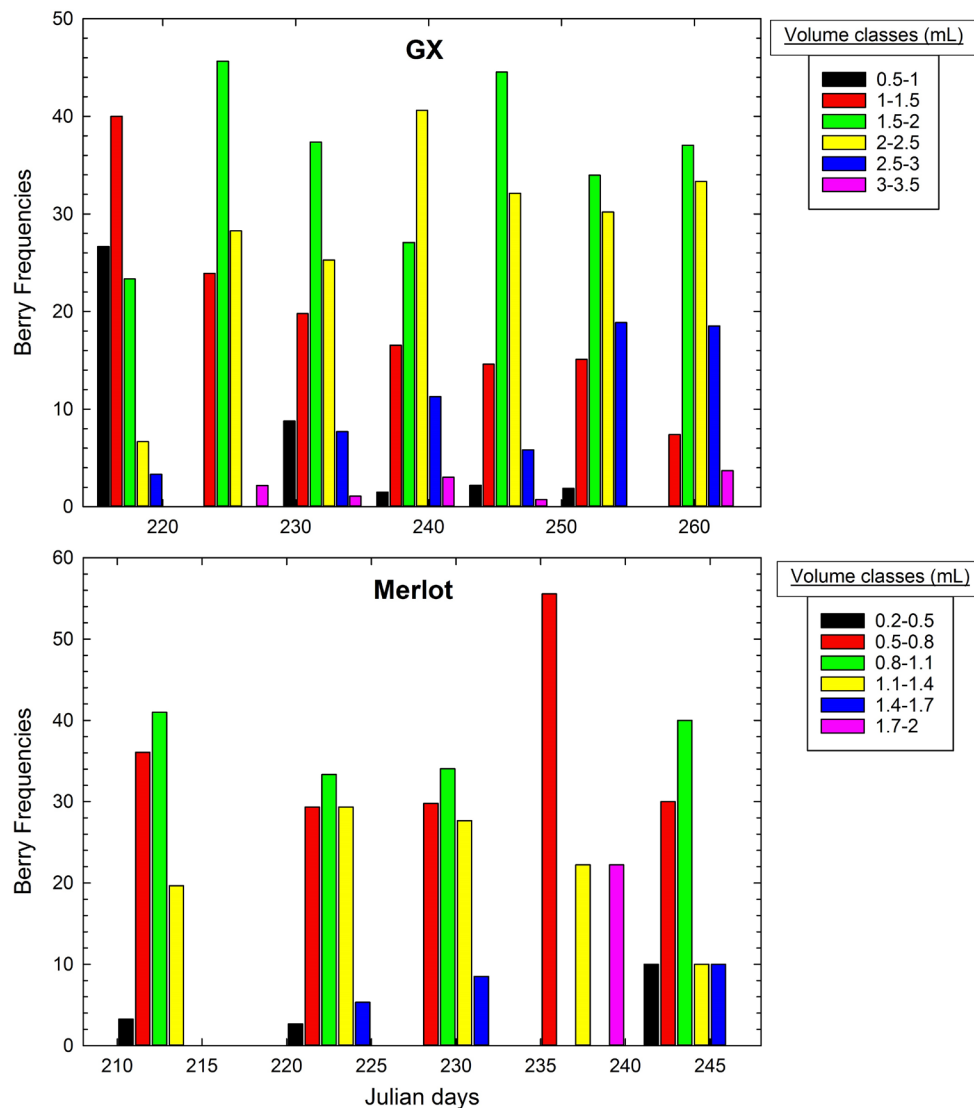 GX
Berry Frequencies
50
40
30
20
10
0
220 230 240 250 260
Volume classes (mL)
0.5-1
1-1.5
1.5-2
2-2.5
2.5-3
3-3.5
Merlot
Berry Frequencies
60
50
40
30
20
10
0
210 215 220 225 230 235 240 245
Julian days
Volume classes (mL)
0.2-0.5
0.5-0.8
0.8-1.1
1.1-1.4
1.4-1.7
1.7-2